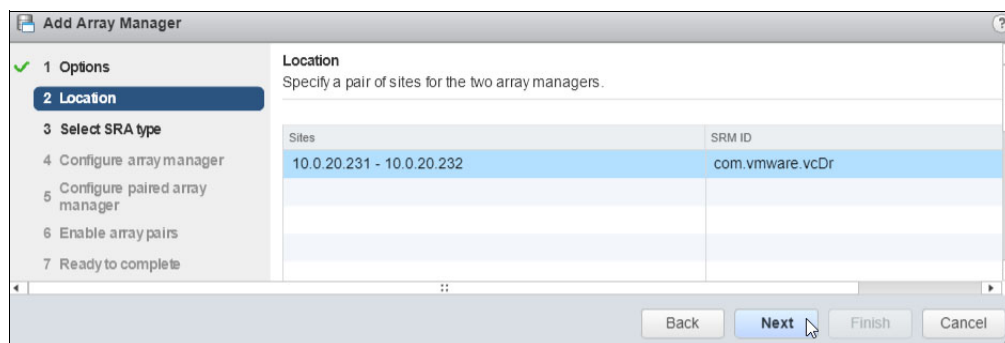 Add Array Manager
?
1 Options
2 Location
3 Select SRA type
4 Configure array manager
5 Configure paired array
manager
6 Enable array pairs
7 Ready to complete
Location
Specify a pair of sites for the two array managers.
Sites SRM ID
10.0.20.231 - 10.0.20.232 com.vmware.vcDr
Back Next Finish Cancel